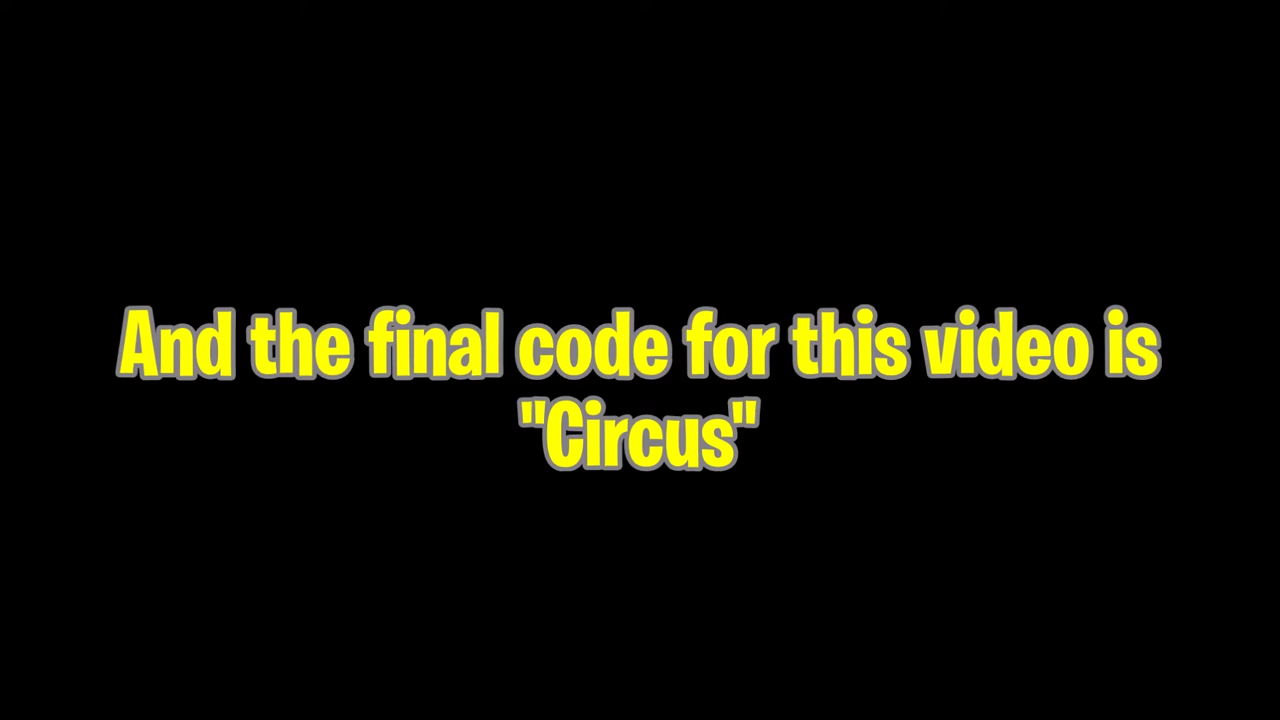 And the final code for this video is
"Circus"